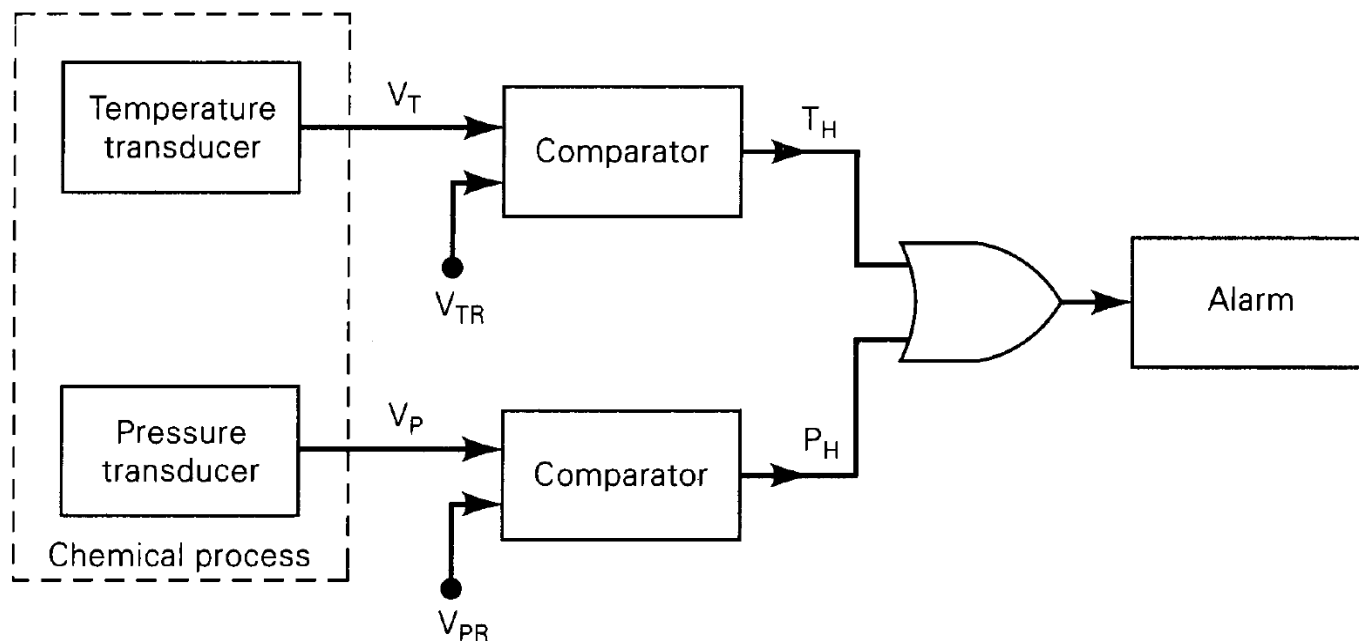 Temperature
transducer
V_T
Comparator
T_H
V_TR
Alarm
Pressure
transducer
V_P
Comparator
P_H
V_PR
Chemical process